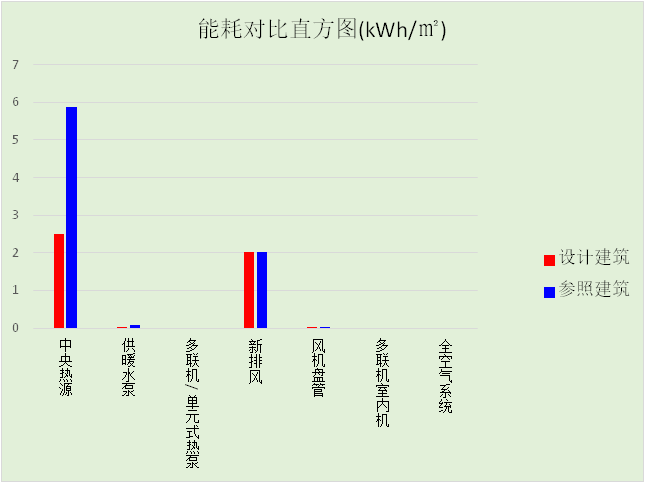 能耗对比直方图(kWh/㎡)
7
6
5
4
3
2
1
0
中央热源
供暖水泵
多联机/单元式热泵
新排风
风机盘管
多联机室内机
全空气系统
设计建筑
参照建筑